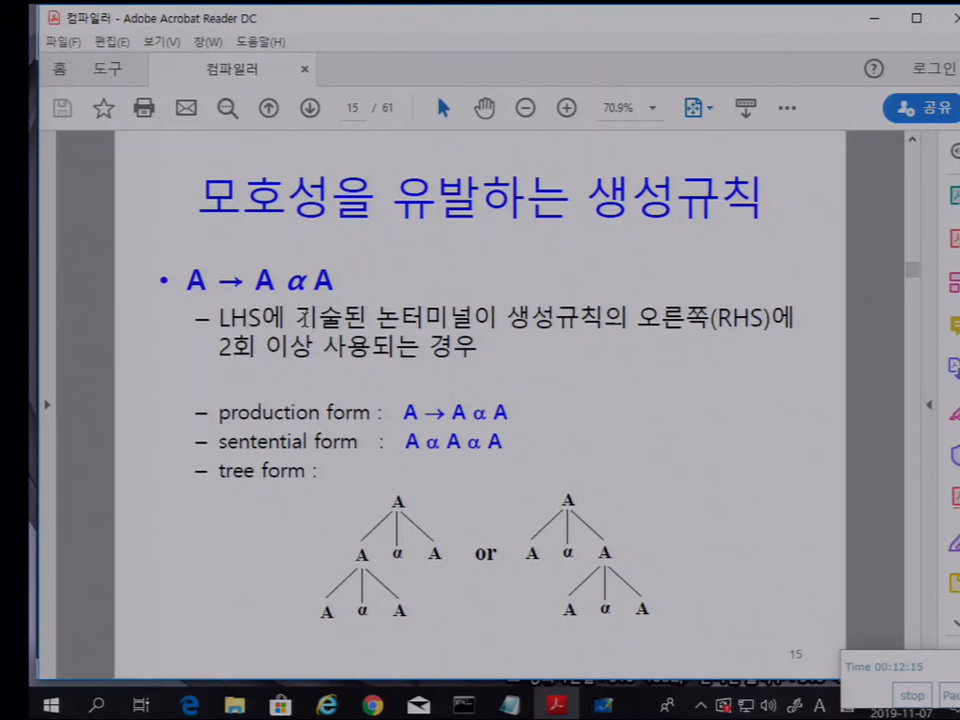 컴파일러 - Adobe Acrobat Reader DC
파일(F) 편집(E) 보기(V) 창(W) 도움말(H)
홈 도구 컴파일러 × 로그인
15 / 61 70.9% 공유
모호성을 유발하는 생성규칙
• A → A α A
– LHS에 기술된 논터미널이 생성규칙의 오른쪽(RHS)에
2회 이상 사용되는 경우
– production form : A → A α A
– sentential form : A α A α A
– tree form :
A A
A α A or A α A
A α A A α A
15
Time 00:12:15
stop
A
2019-11-07